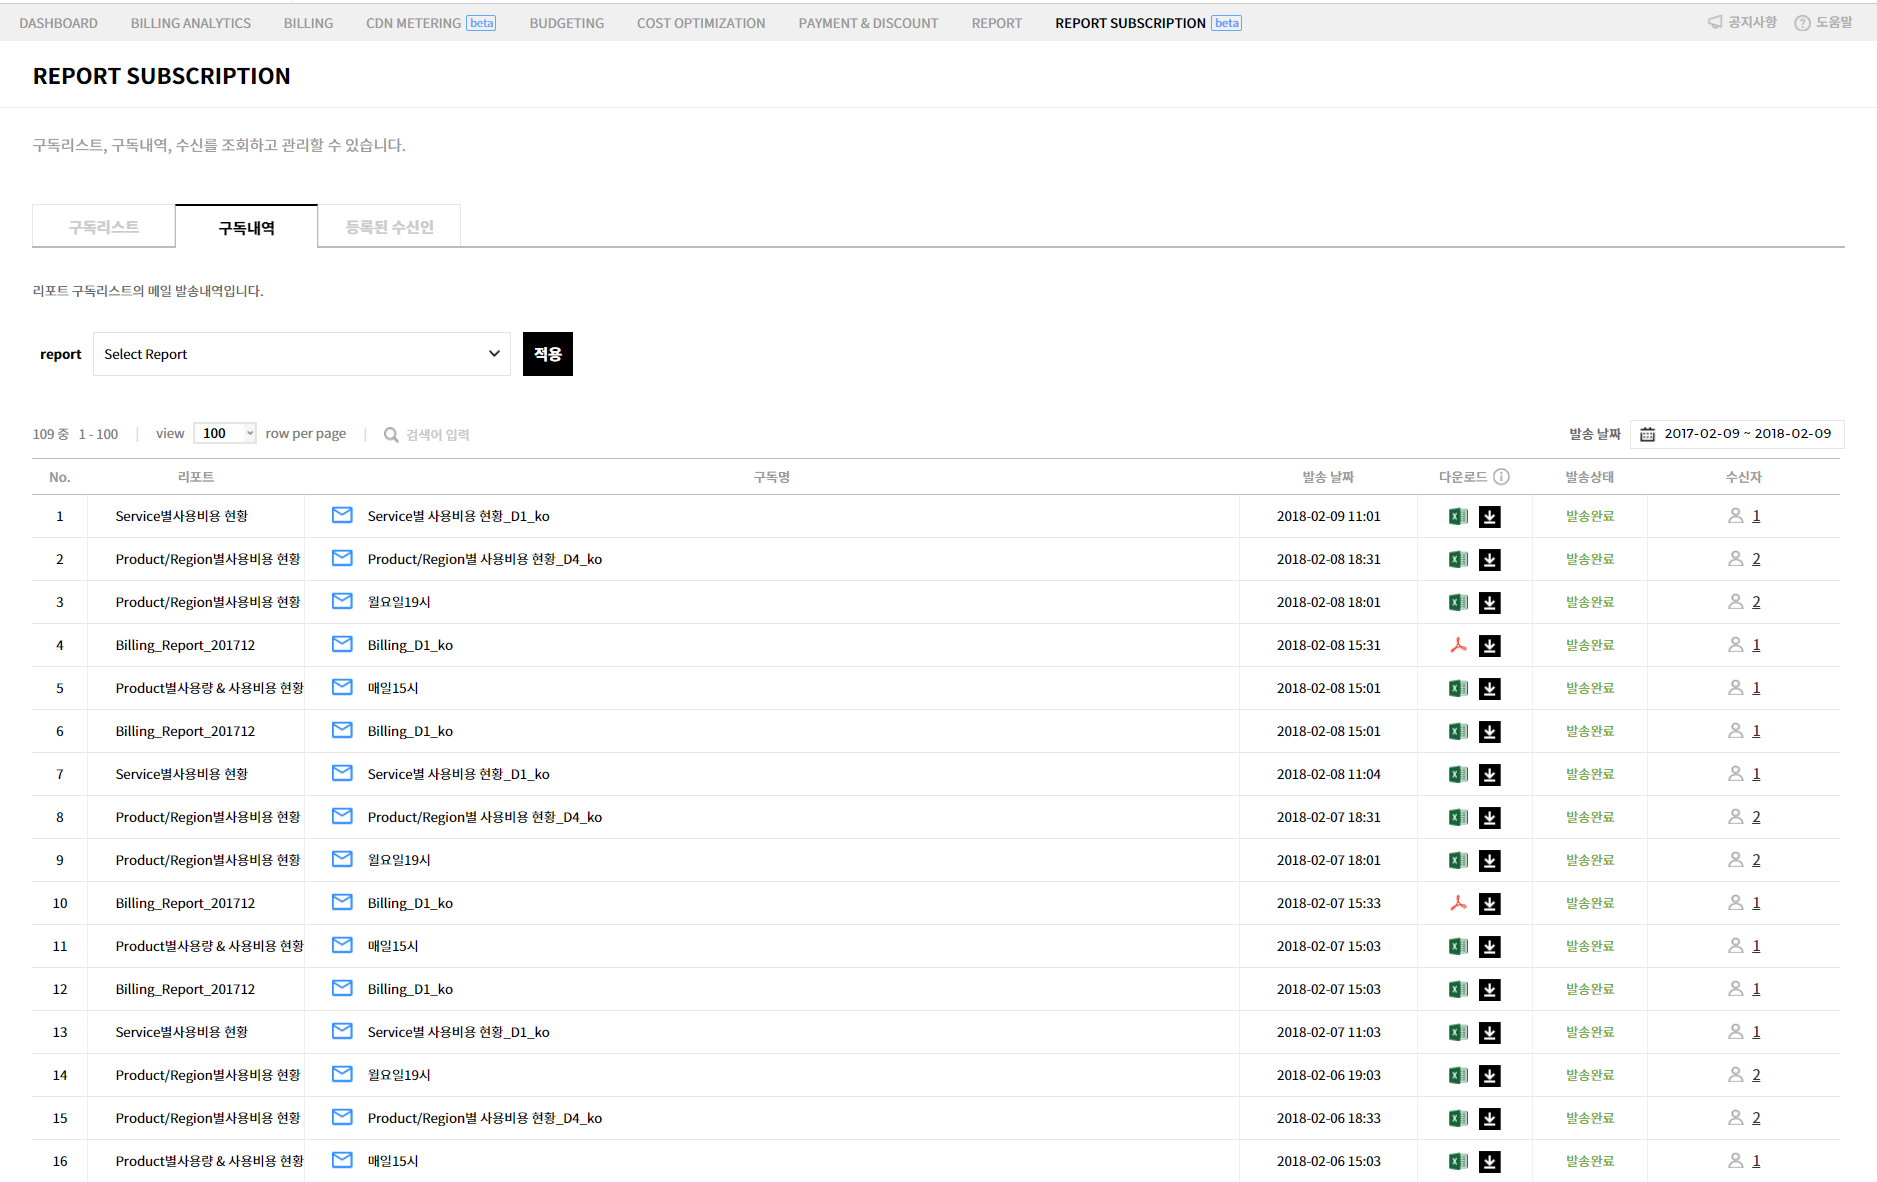 DASHBOARD BILLING ANALYTICS BILLING CDN METERING beta BUDGETING COST OPTIMIZATION PAYMENT & DISCOUNT REPORT REPORT SUBSCRIPTION beta 공지사항 도움말
REPORT SUBSCRIPTION
구독리스트, 구독내역, 수신를 조회하고 관리할 수 있습니다.
구독리스트 구독내역 등록된 수신인
리포트 구독리스트의 메일 발송내역입니다.
report Select Report 적용
109 중 1 - 100 view 100 row per page 검색어 입력 발송 날짜 2017-02-09 ~ 2018-02-09
No. 리포트 구독명 발송 날짜 다운로드 발송상태 수신자
1 Service별사용비용 현황 Service별 사용비용 현황_D1_ko 2018-02-09 11:01 발송완료 1
2 Product/Region별사용비용 현황 Product/Region별 사용비용 현황_D4_ko 2018-02-08 18:31 발송완료 2
3 Product/Region별사용비용 현황 월요일19시 2018-02-08 18:01 발송완료 2
4 Billing_Report_201712 Billing_D1_ko 2018-02-08 15:31 발송완료 1
5 Product별사용량 & 사용비용 현황 매일15시 2018-02-08 15:01 발송완료 1
6 Billing_Report_201712 Billing_D1_ko 2018-02-08 15:01 발송완료 1
7 Service별사용비용 현황 Service별 사용비용 현황_D1_ko 2018-02-08 11:04 발송완료 1
8 Product/Region별사용비용 현황 Product/Region별 사용비용 현황_D4_ko 2018-02-07 18:31 발송완료 2
9 Product/Region별사용비용 현황 월요일19시 2018-02-07 18:01 발송완료 2
10 Billing_Report_201712 Billing_D1_ko 2018-02-07 15:33 발송완료 1
11 Product별사용량 & 사용비용 현황 매일15시 2018-02-07 15:03 발송완료 1
12 Billing_Report_201712 Billing_D1_ko 2018-02-07 15:03 발송완료 1
13 Service별사용비용 현황 Service별 사용비용 현황_D1_ko 2018-02-07 11:03 발송완료 1
14 Product/Region별사용비용 현황 월요일19시 2018-02-06 19:03 발송완료 2
15 Product/Region별사용비용 현황 Product/Region별 사용비용 현황_D4_ko 2018-02-06 18:33 발송완료 2
16 Product별사용량 & 사용비용 현황 매일15시 2018-02-06 15:03 발송완료 1